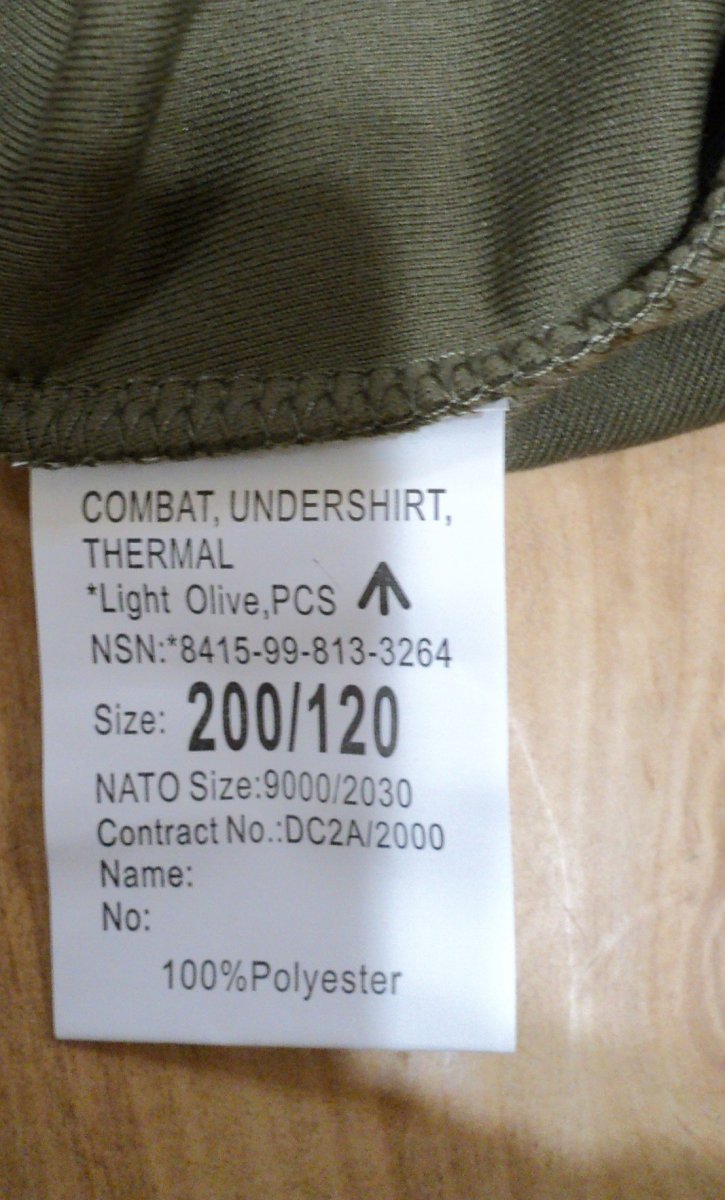 COMBAT, UNDERSHIRT,
THERMAL
*Light Olive,PCS
NSN:*8415-99-813-3264
Size: 200/120
NATO Size:9000/2030
Contract No.:DC2A/2000
Name:
No:
100%Polyester